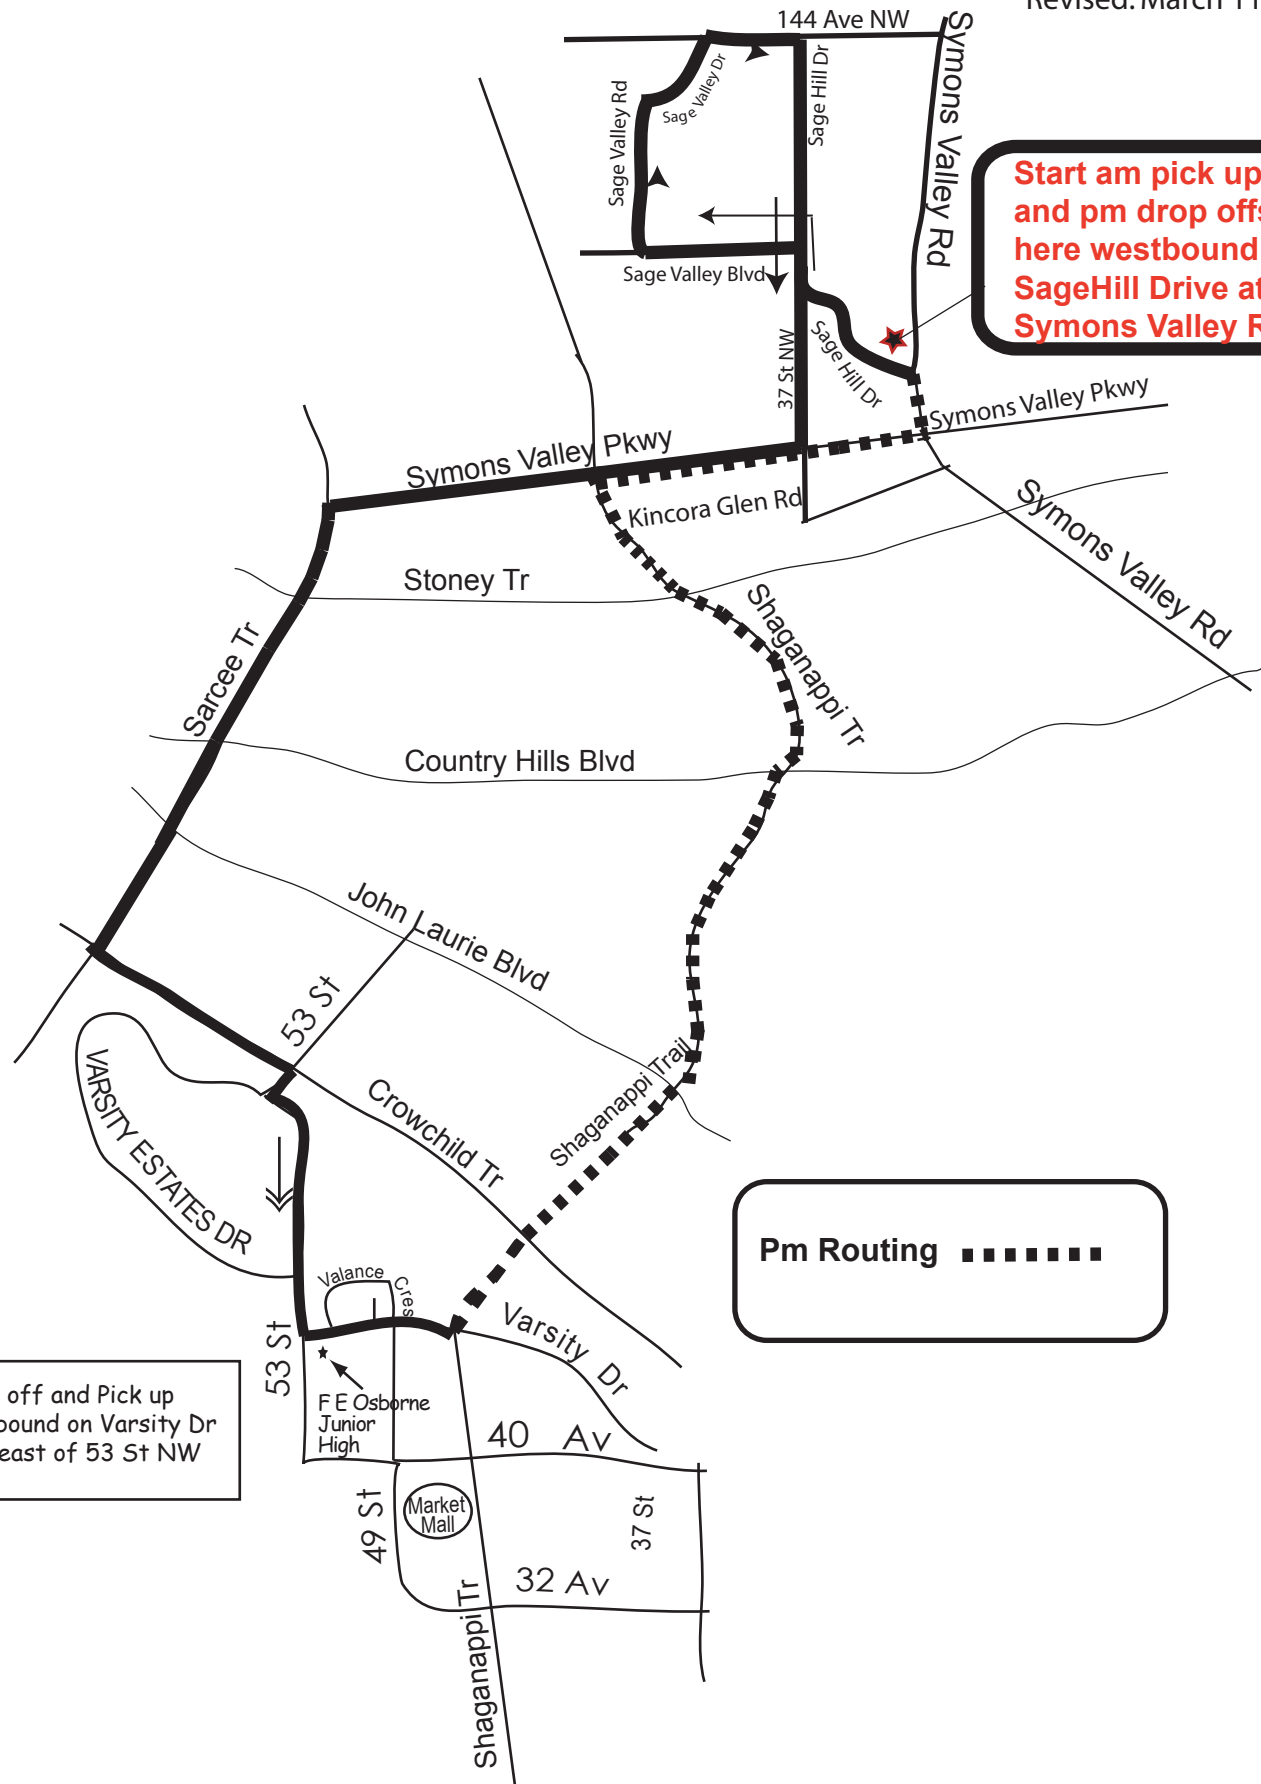 Revised: March 11
144 Ave NW
Symons Valley Rd
Sage Valley Dr
Sage Hill Dr
Sage Valley Rd
Start am pick up
and pm drop offs
here westbound
SageHill Drive at
Symons Valley R
Sage Valley Blvd
37 St NW
Sage Hill Dr
Symons Valley Pkwy
Symons Valley Pkwy
Kincora Glen Rd
Symons Valley Rd
Stoney Tr
Shaganappi Tr
Sarcee Tr
Country Hills Blvd
John Laurie Blvd
53 St
Shaganappi Trail
VARSITY ESTATES DR
Crowchild Tr
Pm Routing
Valance Cres
Varsity Dr
53 St
off and Pick up
bound on Varsity Dr
east of 53 St NW
F E Osborne
Junior
High
40 Av
49 St
Market
Mall
37 St
32 Av
Shaganappi Tr